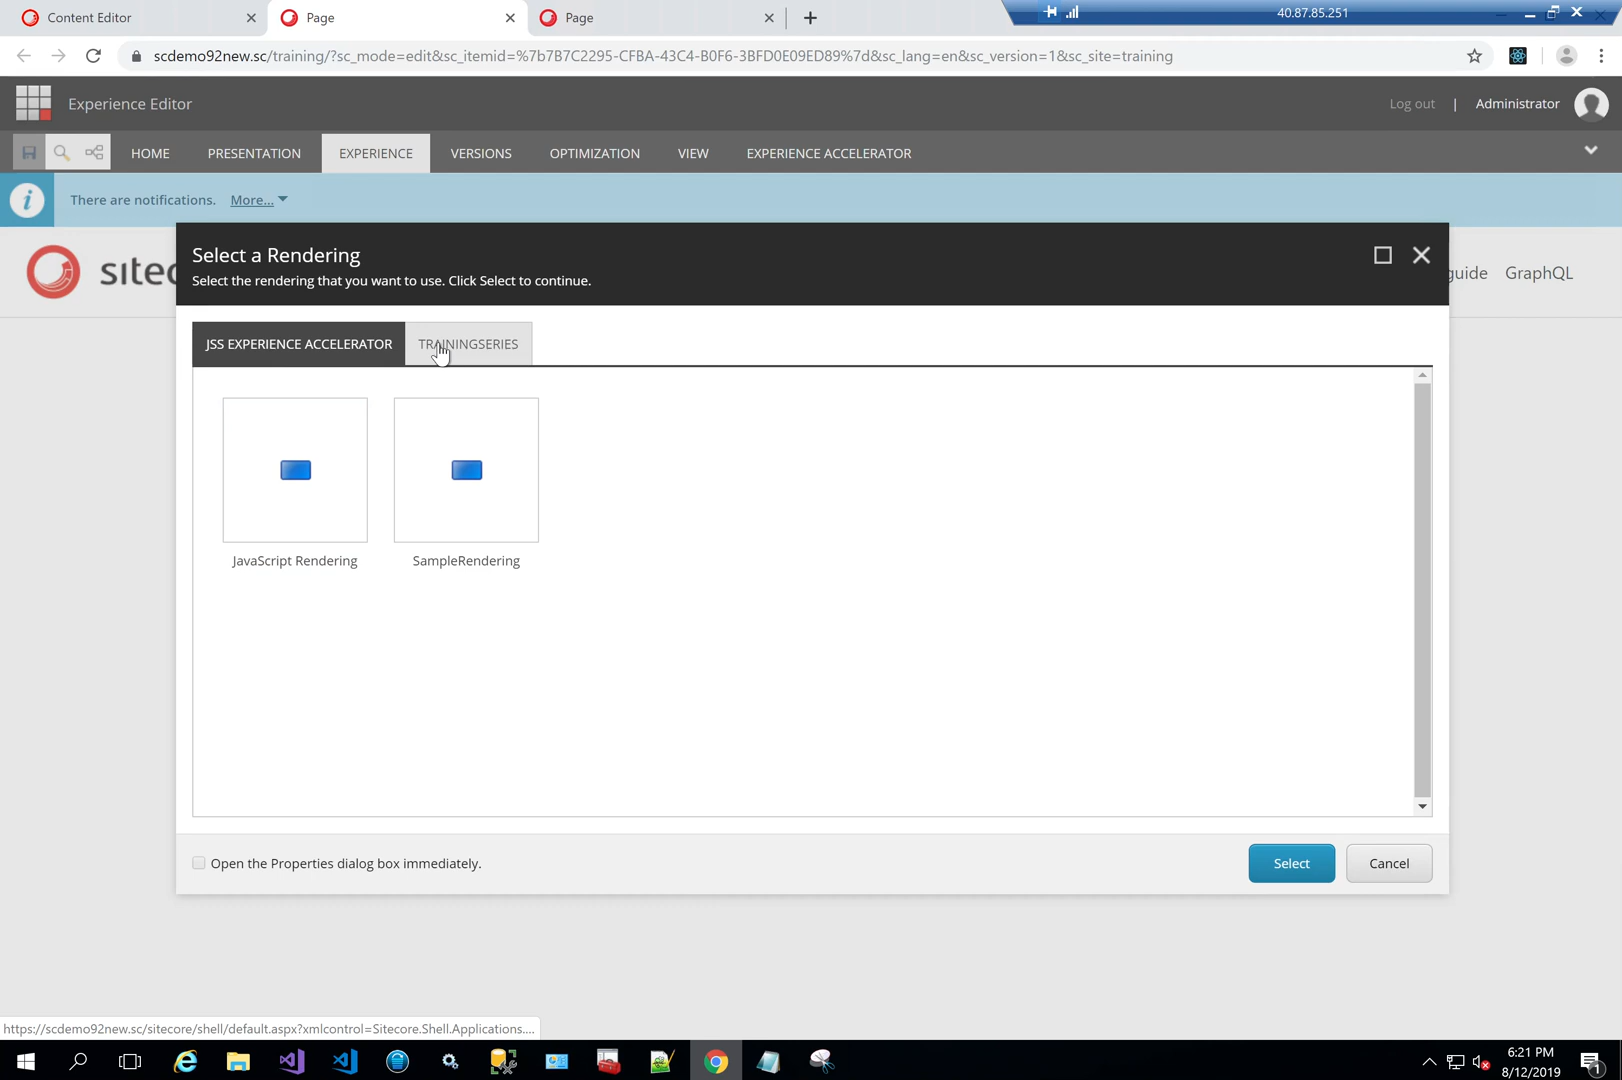 Content Editor
Page
Page
40.87.85.251
scdemo92new.sc/training/?sc_mode=edit&sc_itemid=%7b7B7C2295-CFBA-43C4-B0F6-3BFD0E09ED89%7d&sc_lang=en&sc_version=1&sc_site=training
Experience Editor
Log out | Administrator
HOME PRESENTATION EXPERIENCE VERSIONS OPTIMIZATION VIEW EXPERIENCE ACCELERATOR
There are notifications. More...
Select a Rendering
Select the rendering that you want to use. Click Select to continue.
sitec
guide GraphQL
JSS EXPERIENCE ACCELERATOR TRAININGSERIES
JavaScript Rendering SampleRendering
Open the Properties dialog box immediately.
Select Cancel
https://scdemo92new.sc/sitecore/shell/default.aspx?xmlcontrol=Sitecore.Shell.Applications....
6:21 PM
8/12/2019
1